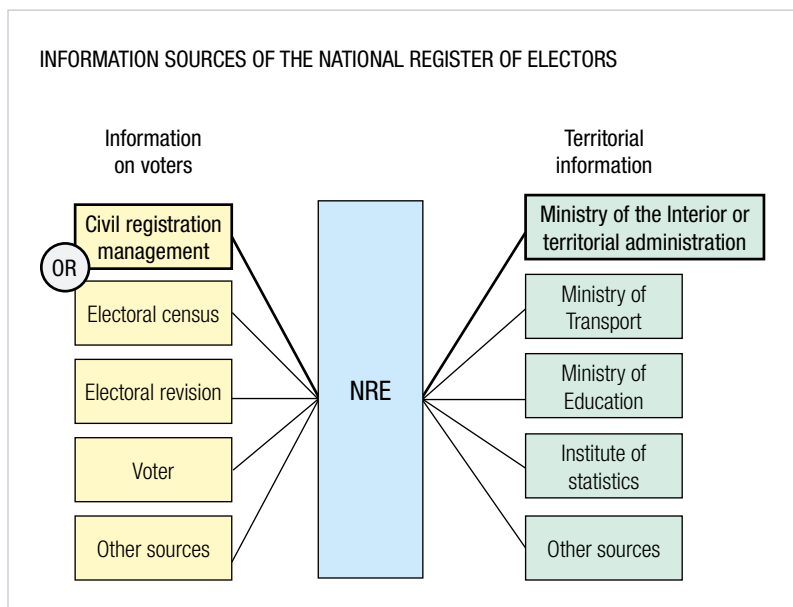 INFORMATION SOURCES OF THE NATIONAL REGISTER OF ELECTORS
Information
on voters
Civil registration
management
OR
Electoral census
Electoral revision
Voter
Other sources
NRE
Territorial
information
Ministry of the Interior or
territorial administration
Ministry of
Transport
Ministry of
Education
Institute of
statistics
Other sources